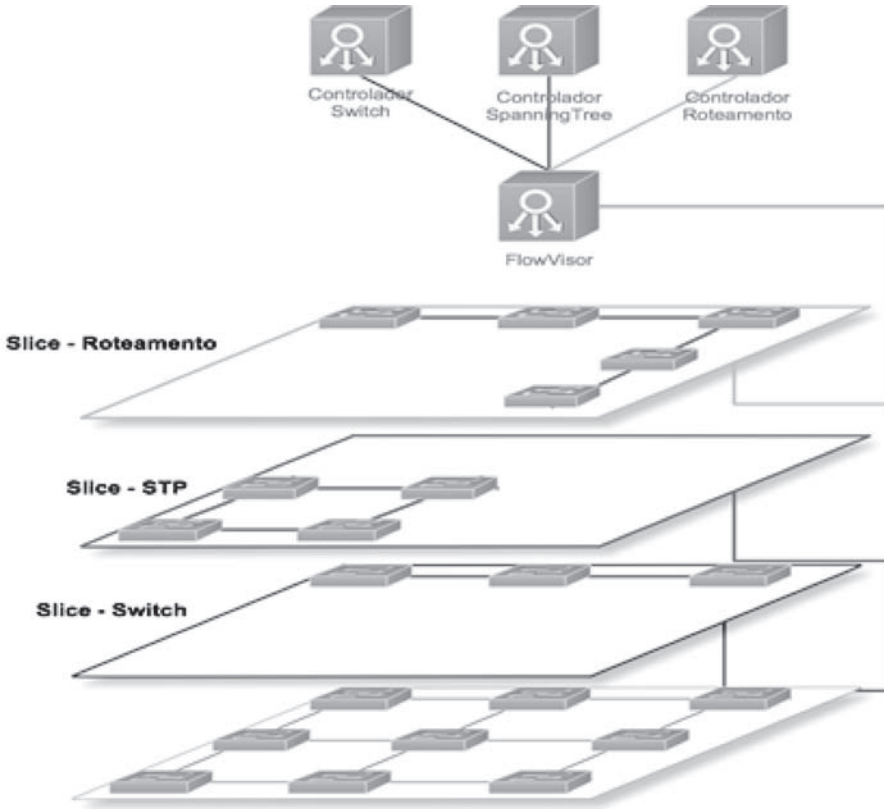 Controlador
Switch
Controlador
SpanningTree
Controlador
Roteamento
FlowVisor
Slice - Roteamento
Slice - STP
Slice - Switch